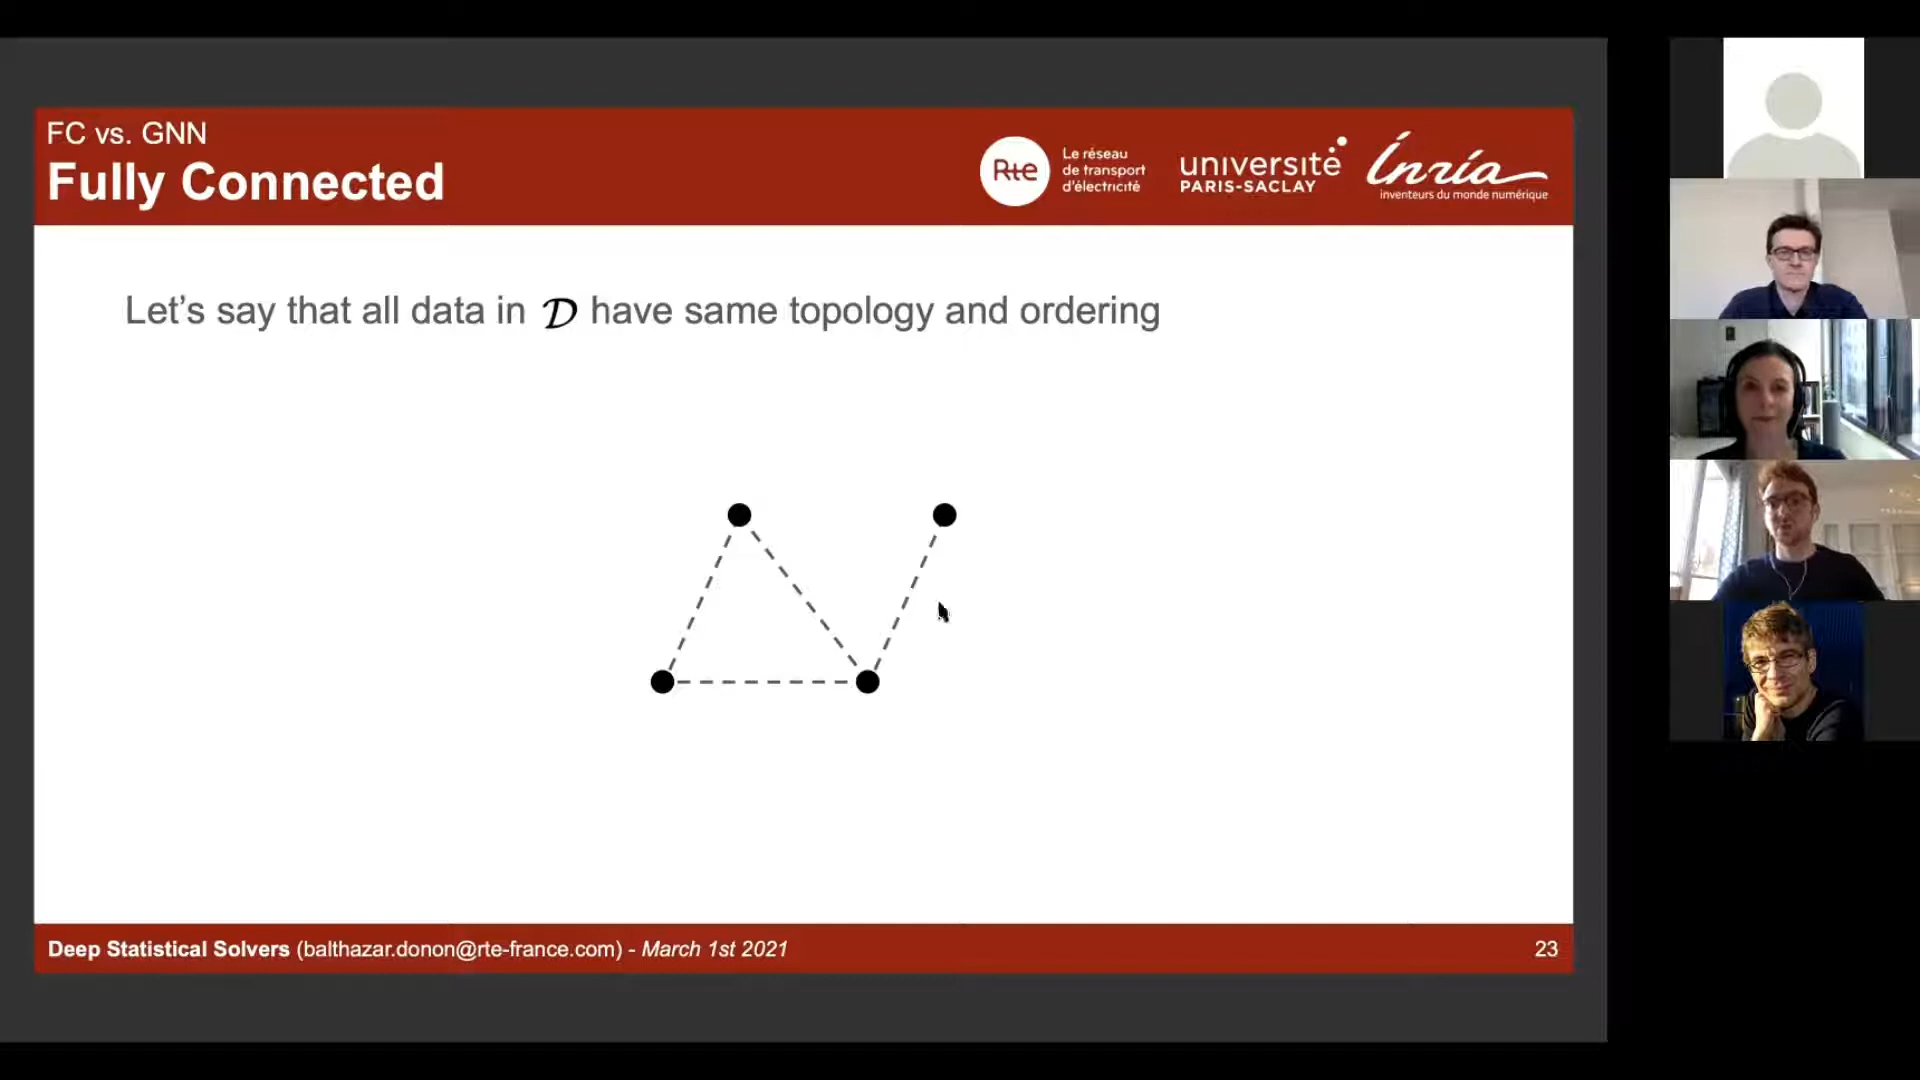 FC vs. GNN
Fully Connected
Rte
Le réseau
de transport
d'électricité
université
PARIS-SACLAY
Inría
inventeurs du monde numérique
Let's say that all data in 𝒟 have same topology and ordering
Deep Statistical Solvers (balthazar.donon@rte-france.com) - March 1st 2021
23